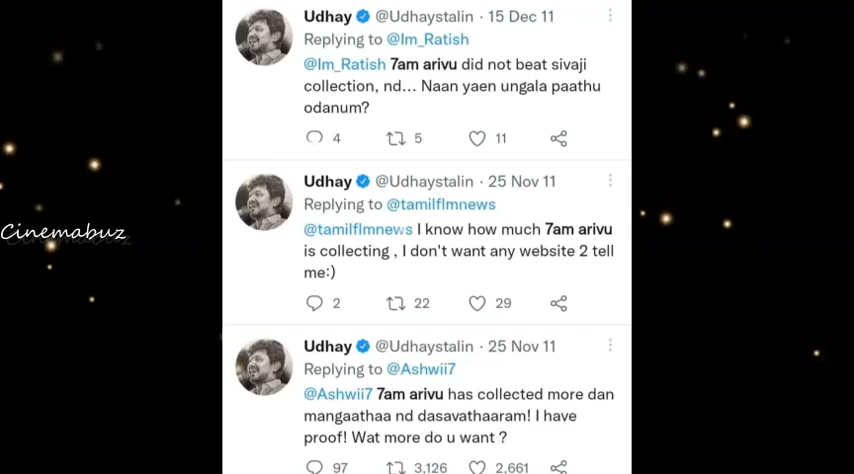 Udhay @Udhaystalin · 15 Dec 11
Replying to @Im_Ratish
@Im_Ratish 7am arivu did not beat sivaji
collection, nd... Naan yaen ungala paathu
odanum?
4 5 11
Udhay @Udhaystalin · 25 Nov 11
Replying to @tamilflmnews
@tamilflmnews I know how much 7am arivu
is collecting , I don't want any website 2 tell
me:)
2 22 29
Cinemabuz
Udhay @Udhaystalin · 25 Nov 11
Replying to @Ashwii7
@Ashwii7 7am arivu has collected more dan
mangaathaa nd dasavathaaram! I have
proof! Wat more do u want ?
97 3,126 2,661